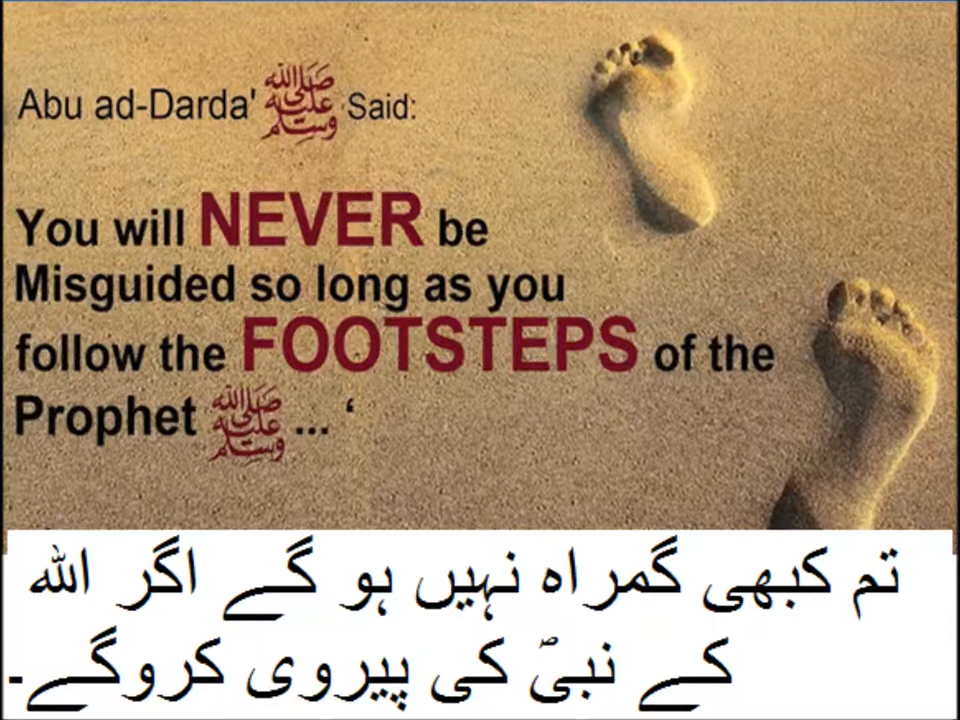 Abu ad-Darda' صلى الله عليه وسلم Said:
You will NEVER be
Misguided so long as you
follow the FOOTSTEPS of the
Prophet صلى الله عليه وسلم ... ‘
تم کبھی گمراہ نہیں ہو گے اگر اللہ
کے نبیؐ کی پیروی کروگے۔